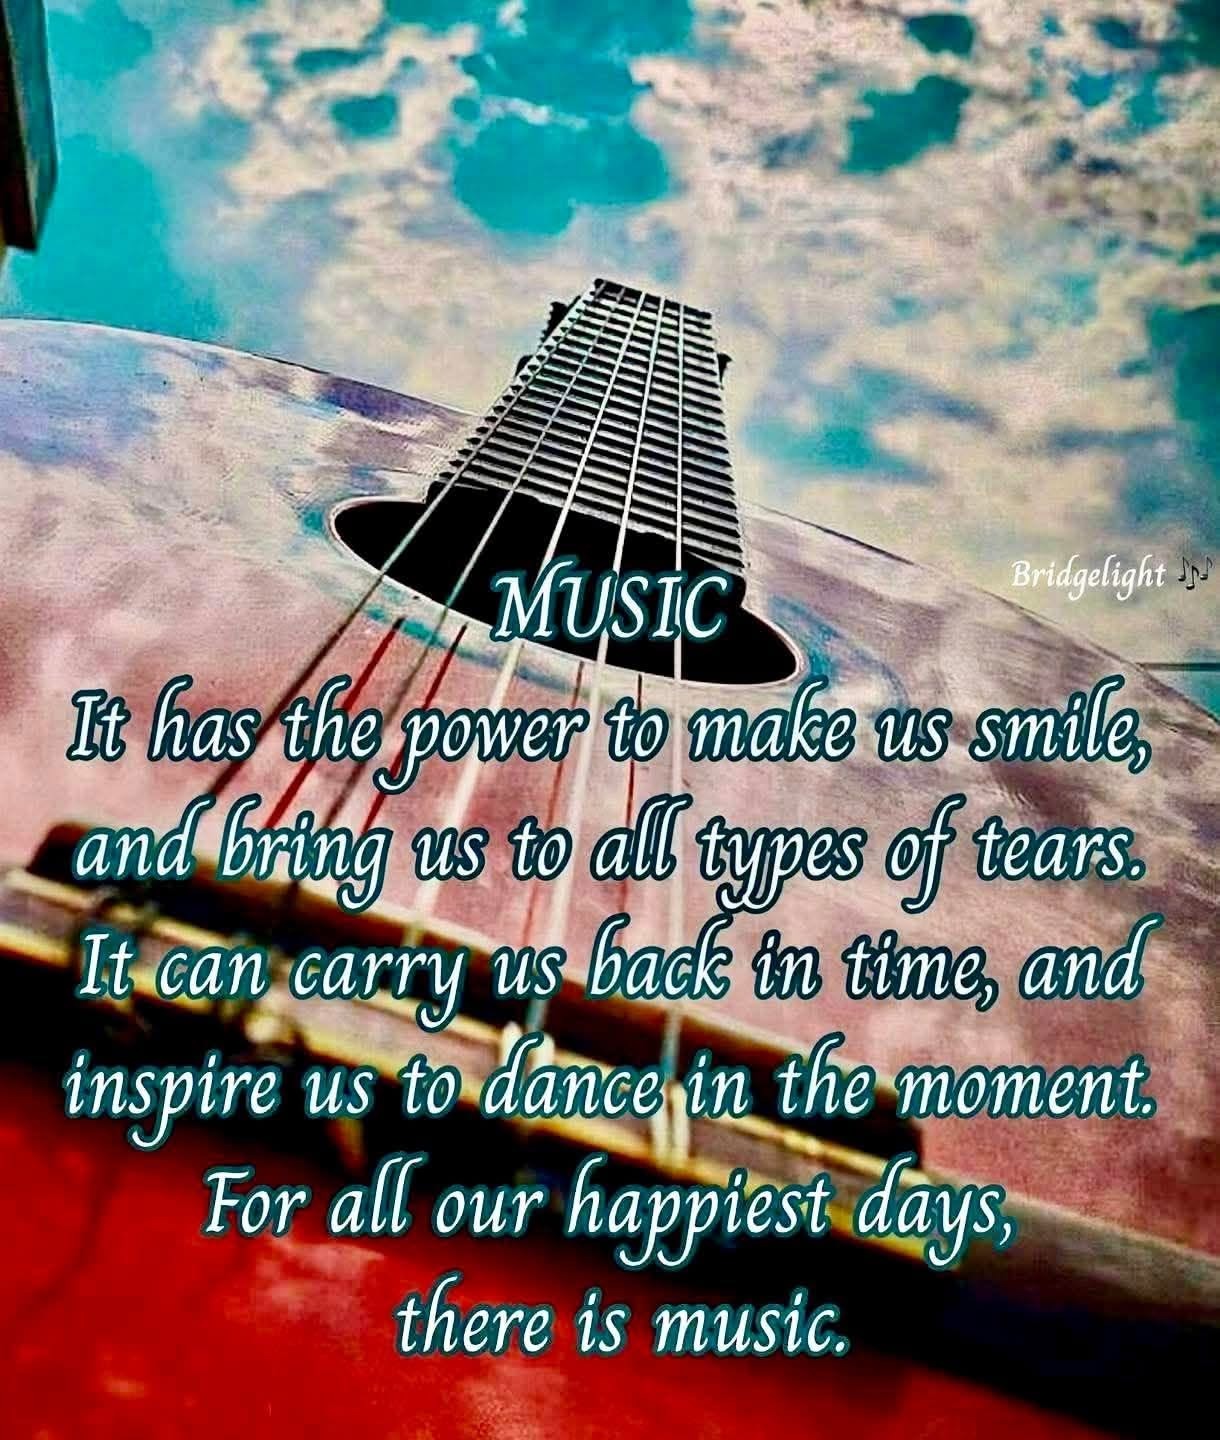 Bridgelight 🎶
MUSIC
It has the power to make us smile,
and bring us to all types of tears.
It can carry us back in time, and
inspire us to dance in the moment.
For all our happiest days,
there is music.